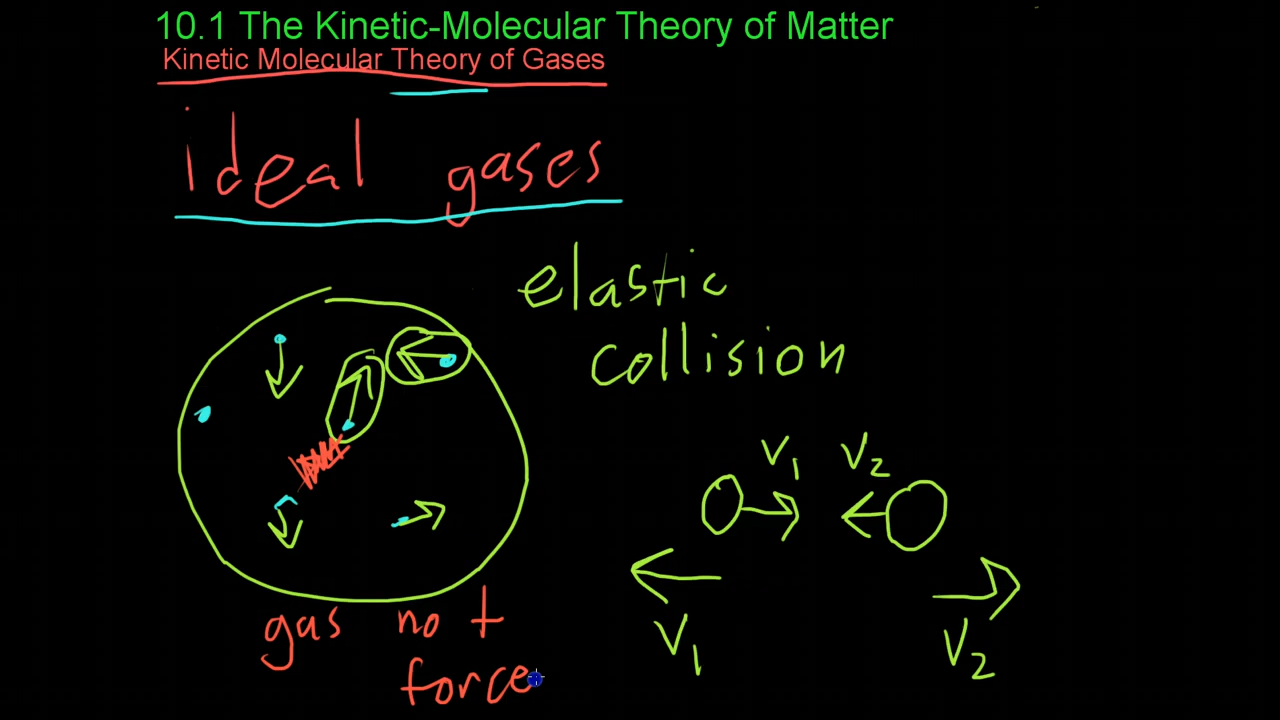 10.1 The Kinetic-Molecular Theory of Matter
Kinetic Molecular Theory of Gases
ideal gases
elastic
collision
V1 V2
V1 V2
gas not
force